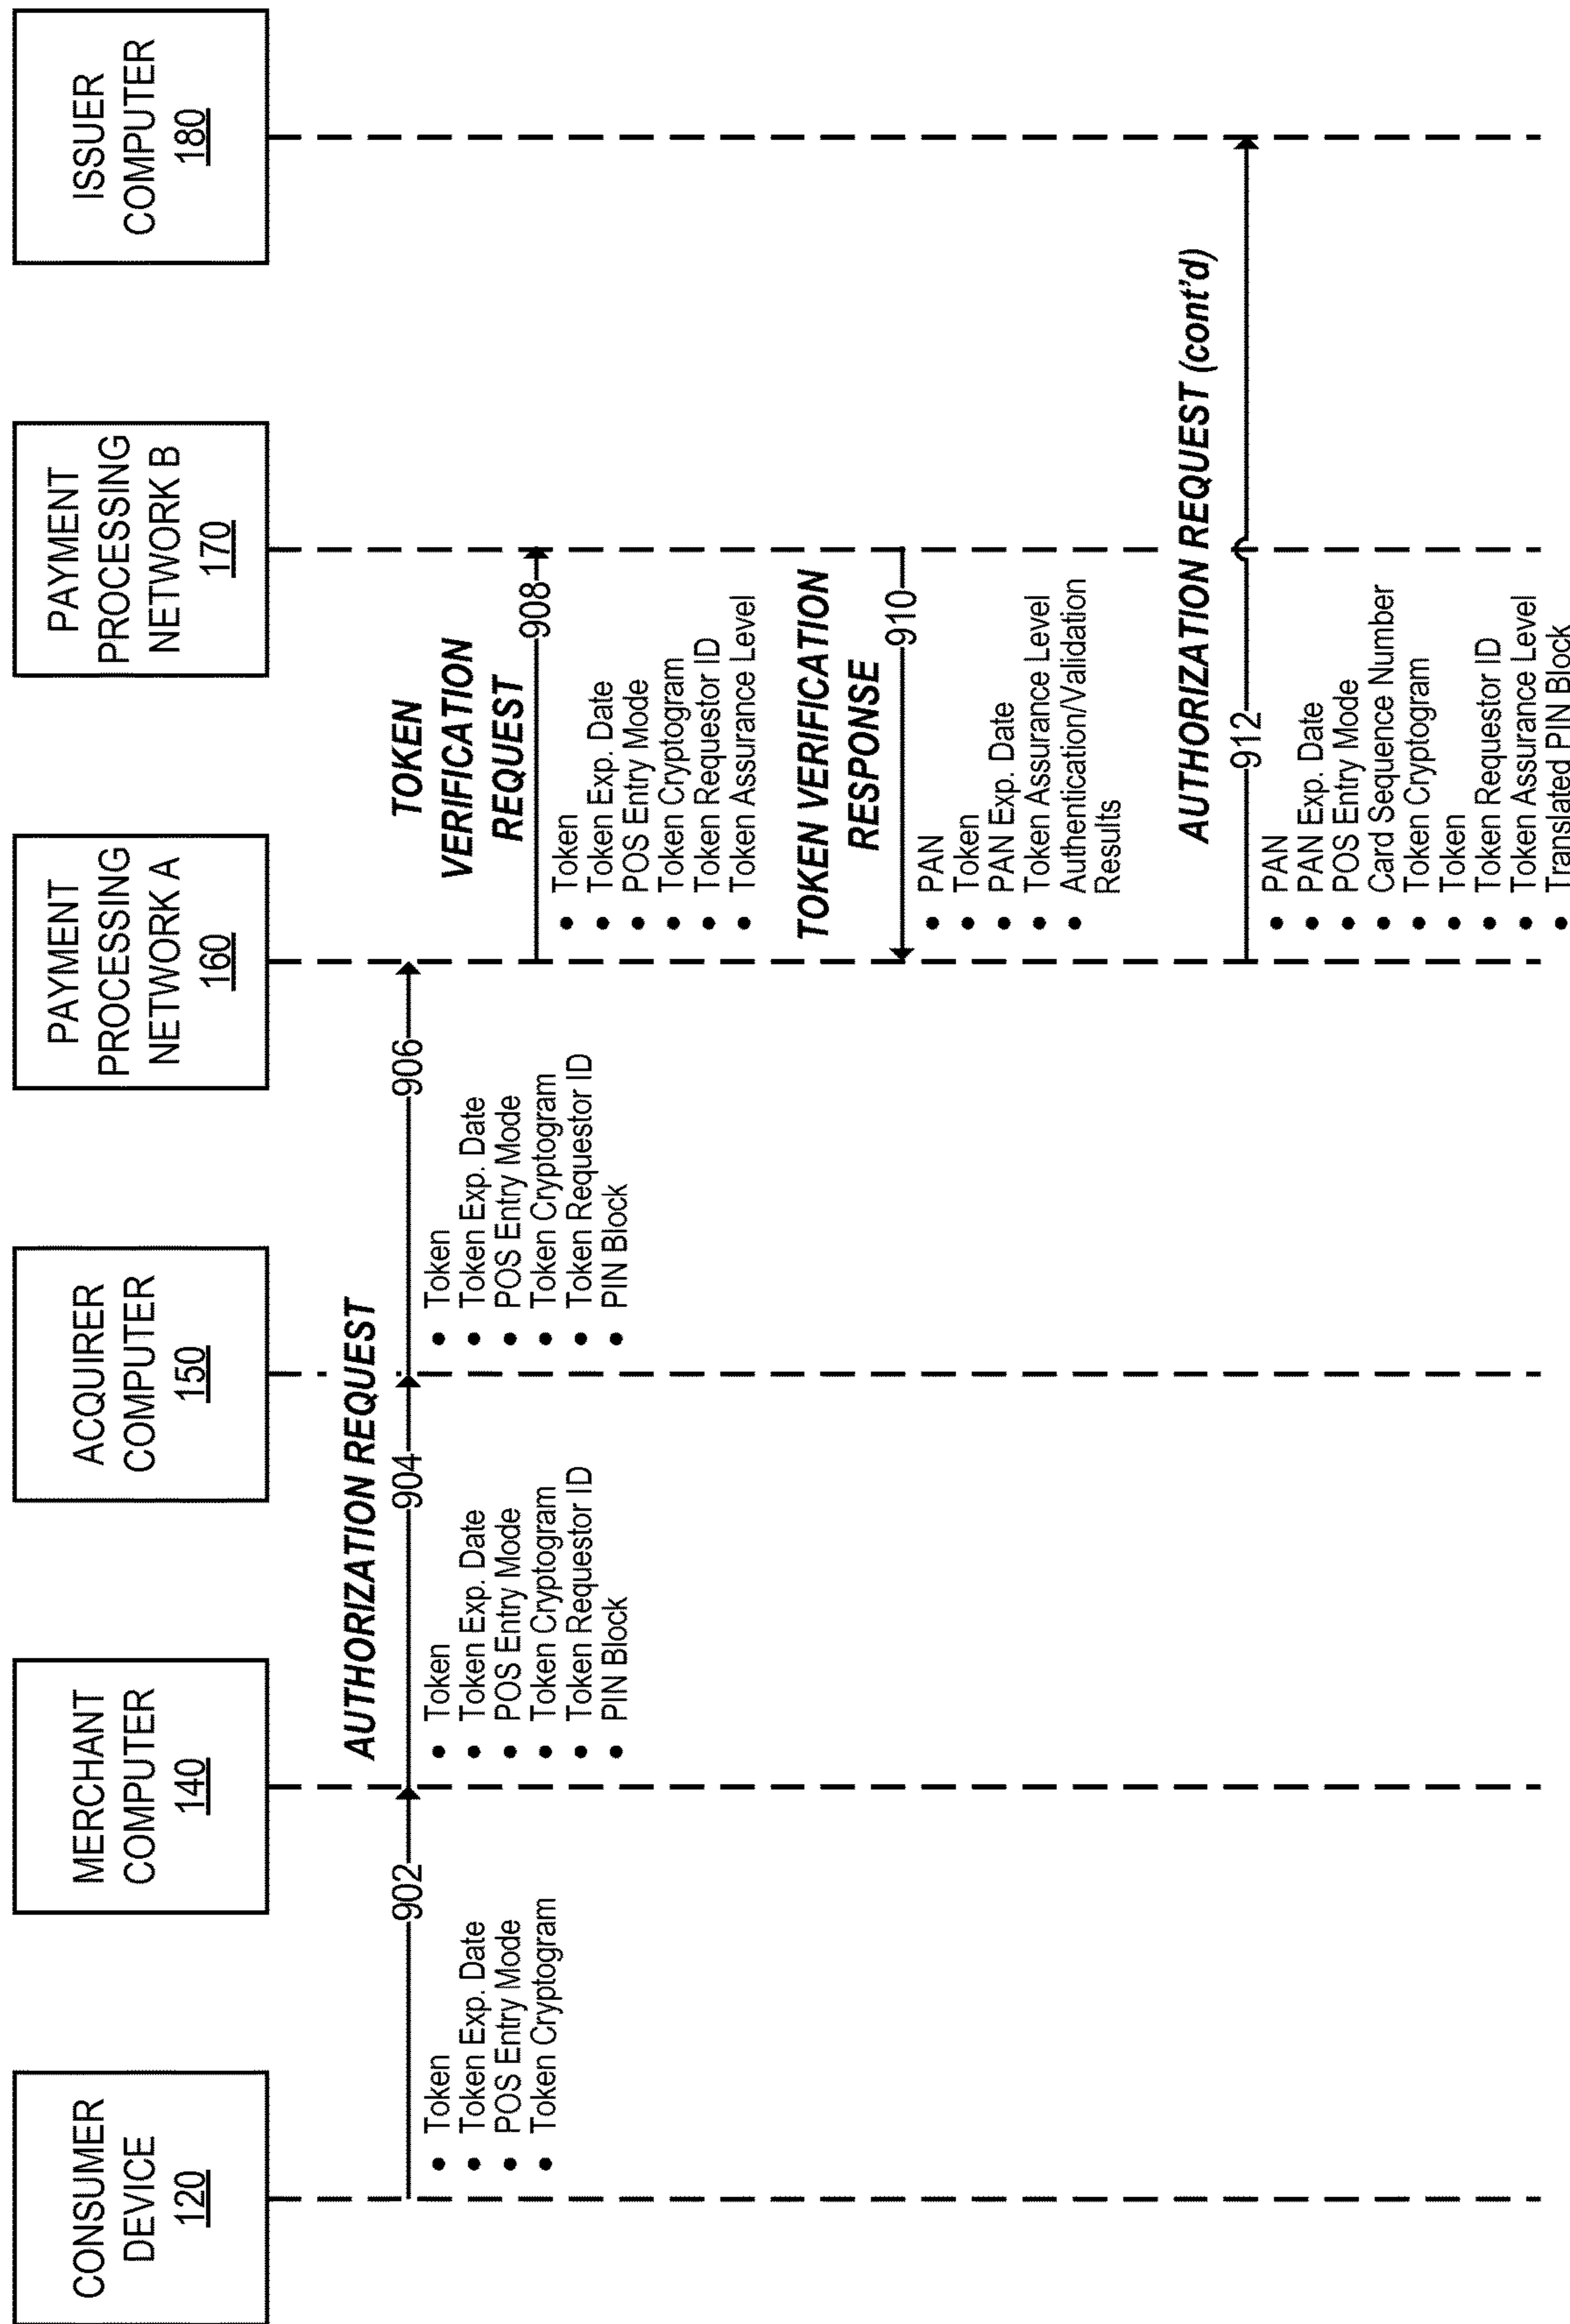 CONSUMER
DEVICE
120
MERCHANT
COMPUTER
140
ACQUIRER
COMPUTER
150
PAYMENT
PROCESSING
NETWORK A
160
PAYMENT
PROCESSING
NETWORK B
170
ISSUER
COMPUTER
180
AUTHORIZATION REQUEST
902
• Token
• Token Exp. Date
• POS Entry Mode
• Token Cryptogram
904
• Token
• Token Exp. Date
• POS Entry Mode
• Token Cryptogram
• Token Requestor ID
• PIN Block
906
• Token
• Token Exp. Date
• POS Entry Mode
• Token Cryptogram
• Token Requestor ID
• PIN Block
TOKEN
VERIFICATION
REQUEST
908
• Token
• Token Exp. Date
• POS Entry Mode
• Token Cryptogram
• Token Requestor ID
• Token Assurance Level
TOKEN VERIFICATION
RESPONSE
910
• PAN
• Token
• PAN Exp. Date
• Token Assurance Level
• Authentication/Validation
Results
AUTHORIZATION REQUEST (cont'd)
912
• PAN
• PAN Exp. Date
• POS Entry Mode
• Card Sequence Number
• Token Cryptogram
• Token
• Token Requestor ID
• Token Assurance Level
• Translated PIN Block